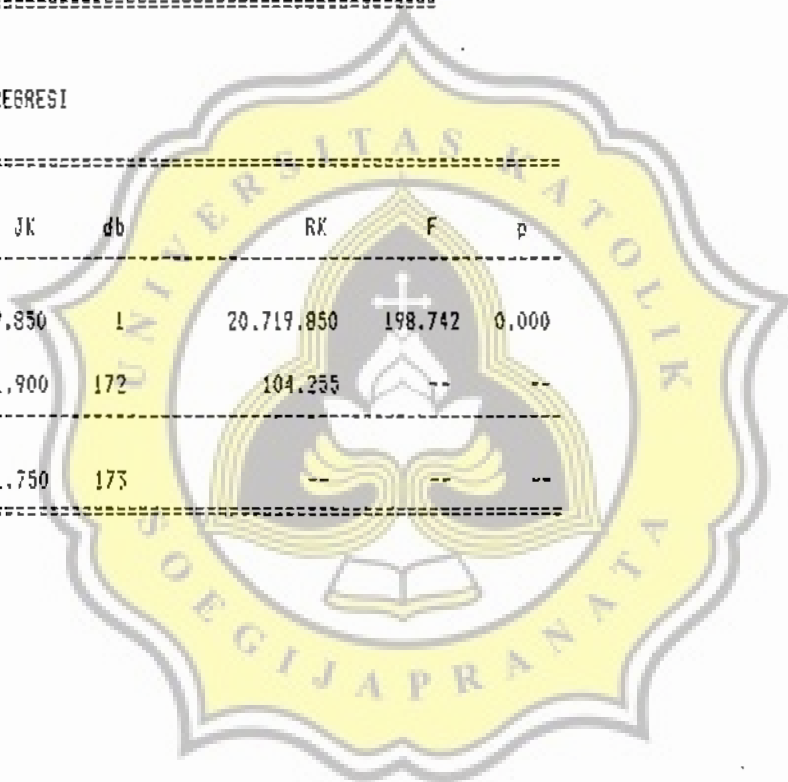 REGRESI
JK db RK F p
.850 1 20.719.850 198.742 0.000
.900 172 104.255 -- --
.750 173 -- -- --
UNIVERSITAS KATOLIK
SOEGIJAPRANATA